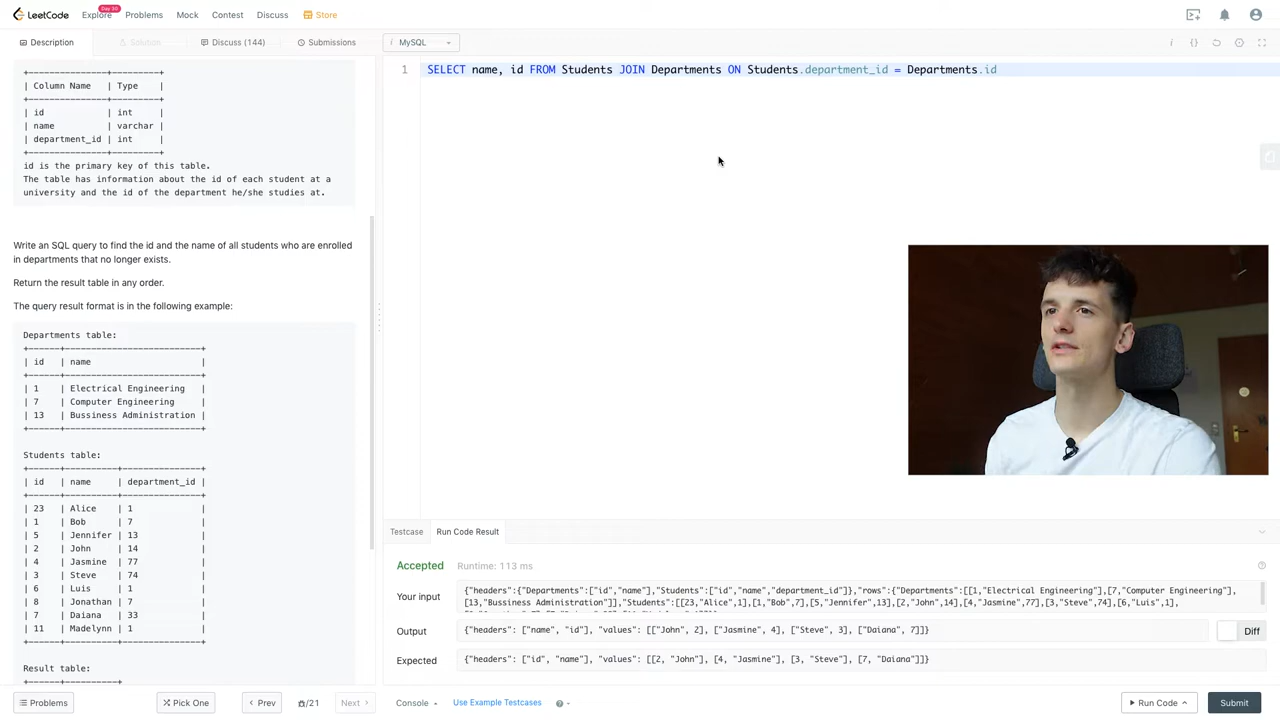 LeetCode
Explore
Day 30
Problems
Mock
Contest
Discuss
Store
Description
Solution
Discuss (144)
Submissions
i MySQL
+----------------+---------+
| Column Name | Type
+----------------+---------+
| id | int |
| name | varchar |
| department_id | int |
+----------------+---------+
id is the primary key of this table.
The table has information about the id of each student at a
university and the id of the department he/she studies at.
Write an SQL query to find the id and the name of all students who are enrolled
in departments that no longer exists.
Return the result table in any order.
The query result format is in the following example:
Departments table:
+------+--------------------------+
| id | name |
+------+--------------------------+
| 1 | Electrical Engineering |
| 7 | Computer Engineering |
| 13 | Bussiness Administration |
+------+--------------------------+
Students table:
+------+----------+---------------+
| id | name | department_id |
+------+----------+---------------+
| 23 | Alice | 1 |
| 1 | Bob | 7 |
| 5 | Jennifer | 13 |
| 2 | John | 14 |
| 4 | Jasmine | 77 |
| 3 | Steve | 74 |
| 6 | Luis | 1 |
| 8 | Jonathan | 7 |
| 7 | Daiana | 33 |
| 11 | Madelynn | 1 |
+------+----------+---------------+
Result table:
1 SELECT name, id FROM Students JOIN Departments ON Students.department_id = Departments.id
Testcase
Run Code Result
Accepted
Runtime: 113 ms
Your input
{"headers":{"Departments":["id","name"],"Students":["id","name","department_id"]},"rows":{"Departments":[[1,"Electrical Engineering"],[7,"Computer Engineering"],
[13,"Bussiness Administration"]],"Students":[[23,"Alice",1],[1,"Bob",7],[5,"Jennifer",13],[2,"John",14],[4,"Jasmine",77],[3,"Steve",74],[6,"Luis",1],
Output
{"headers": ["name", "id"], "values": [["John", 2], ["Jasmine", 4], ["Steve", 3], ["Daiana", 7]]}
Diff
Expected
{"headers": ["id", "name"], "values": [[2, "John"], [4, "Jasmine"], [3, "Steve"], [7, "Daiana"]]}
Problems
Pick One
Prev
/21
Next
Console
Use Example Testcases
Run Code
Submit